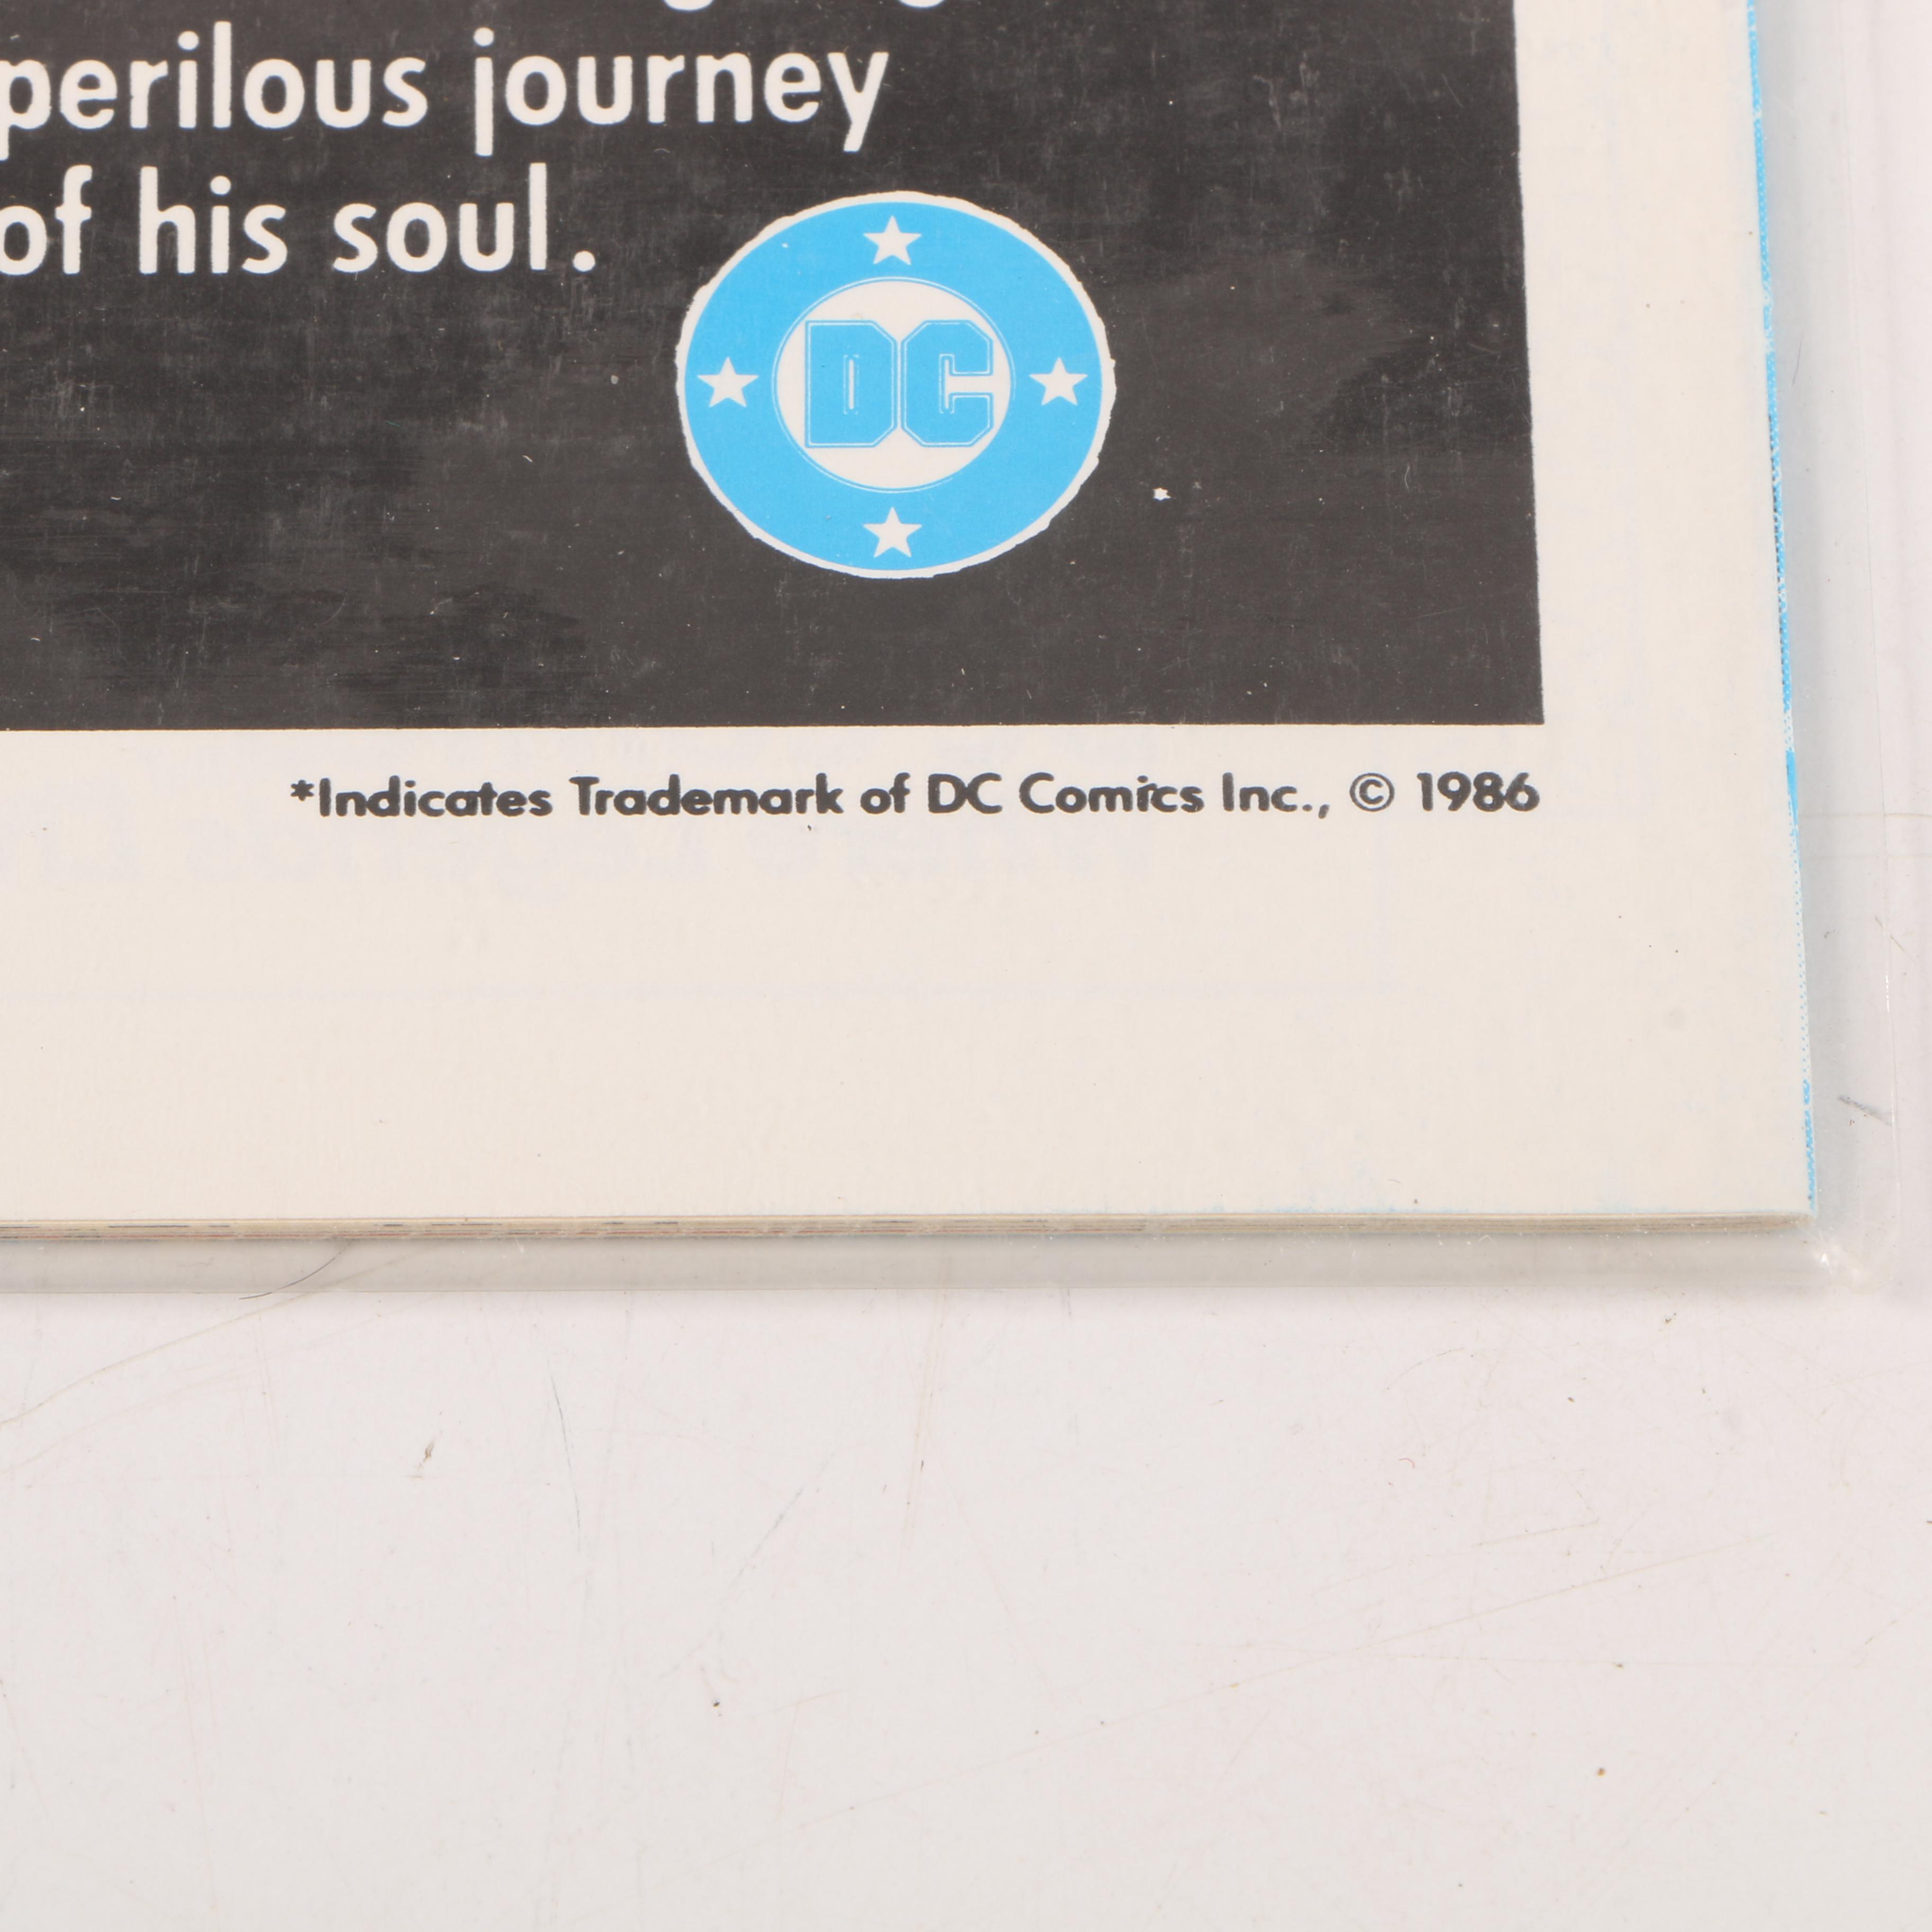 perilous journey
of his soul.
DC
*Indicates Trademark of DC Comics Inc., © 1986